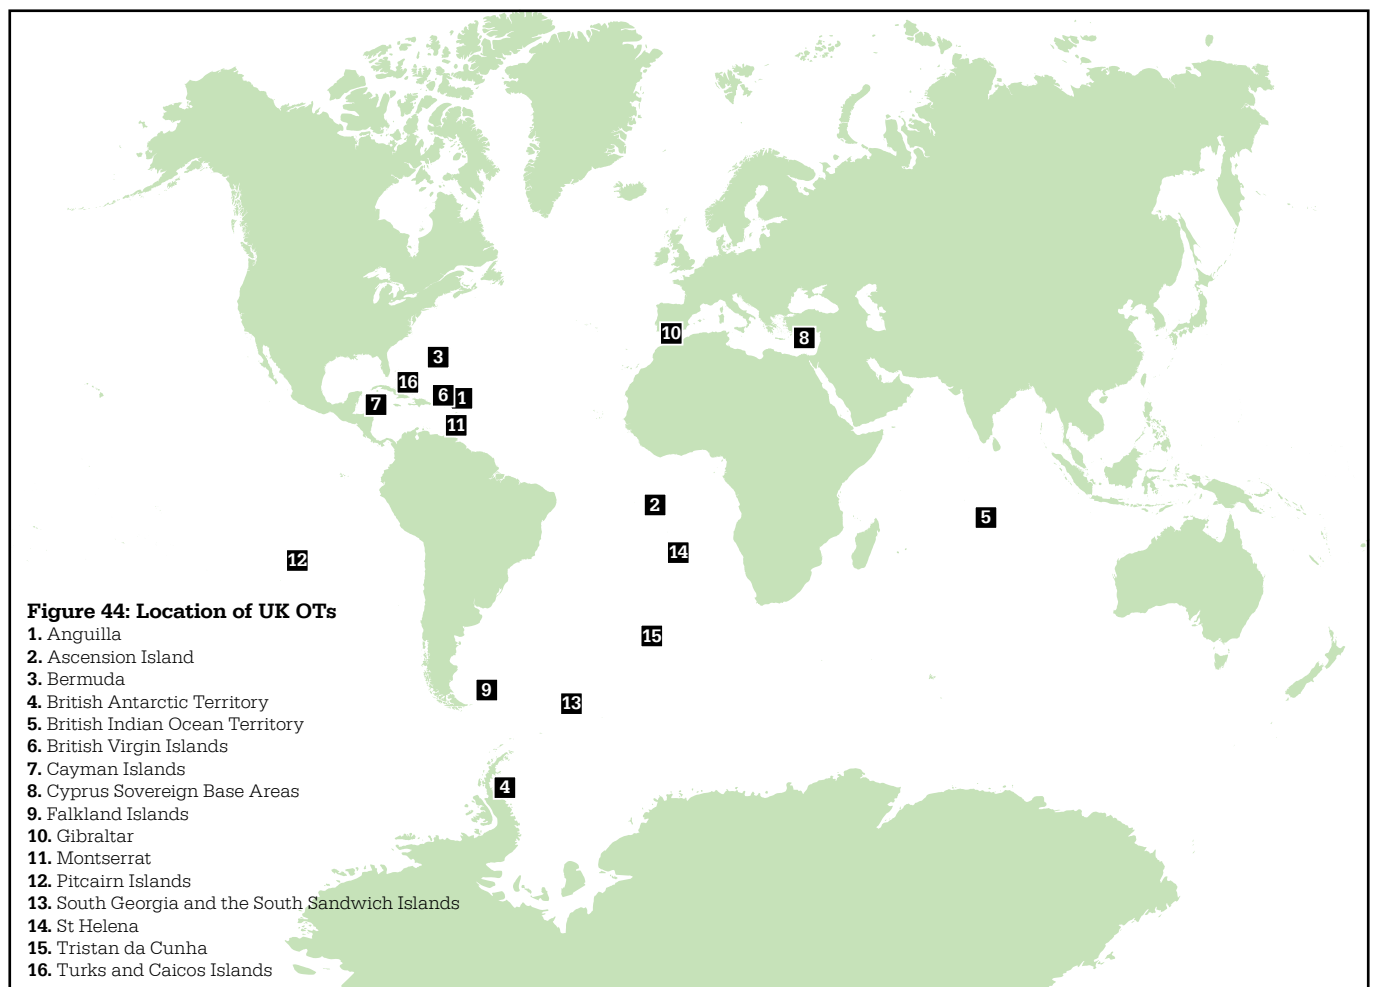 10
8
3
16
6
1
7
11
2
5
14
12
Figure 44: Location of UK OTs
1. Anguilla
15
2. Ascension Island
3. Bermuda
9
4. British Antarctic Territory
13
5. British Indian Ocean Territory
6. British Virgin Islands
7. Cayman Islands
4
8. Cyprus Sovereign Base Areas
9. Falkland Islands
10. Gibraltar
11. Montserrat
12. Pitcairn Islands
13. South Georgia and the South Sandwich Islands
14. St Helena
15. Tristan da Cunha
16. Turks and Caicos Islands